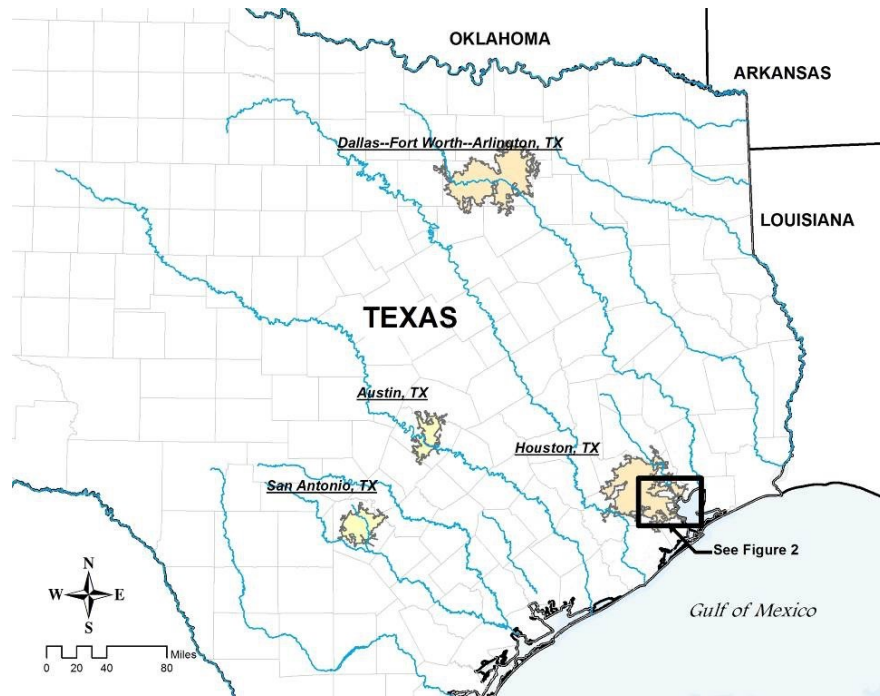 OKLAHOMA
ARKANSAS
Dallas--Fort Worth--Arlington, TX
LOUISIANA
TEXAS
Austin, TX
Houston, TX
San Antonio, TX
See Figure 2
N
W E
S
Gulf of Mexico
Miles
0 20 40 80